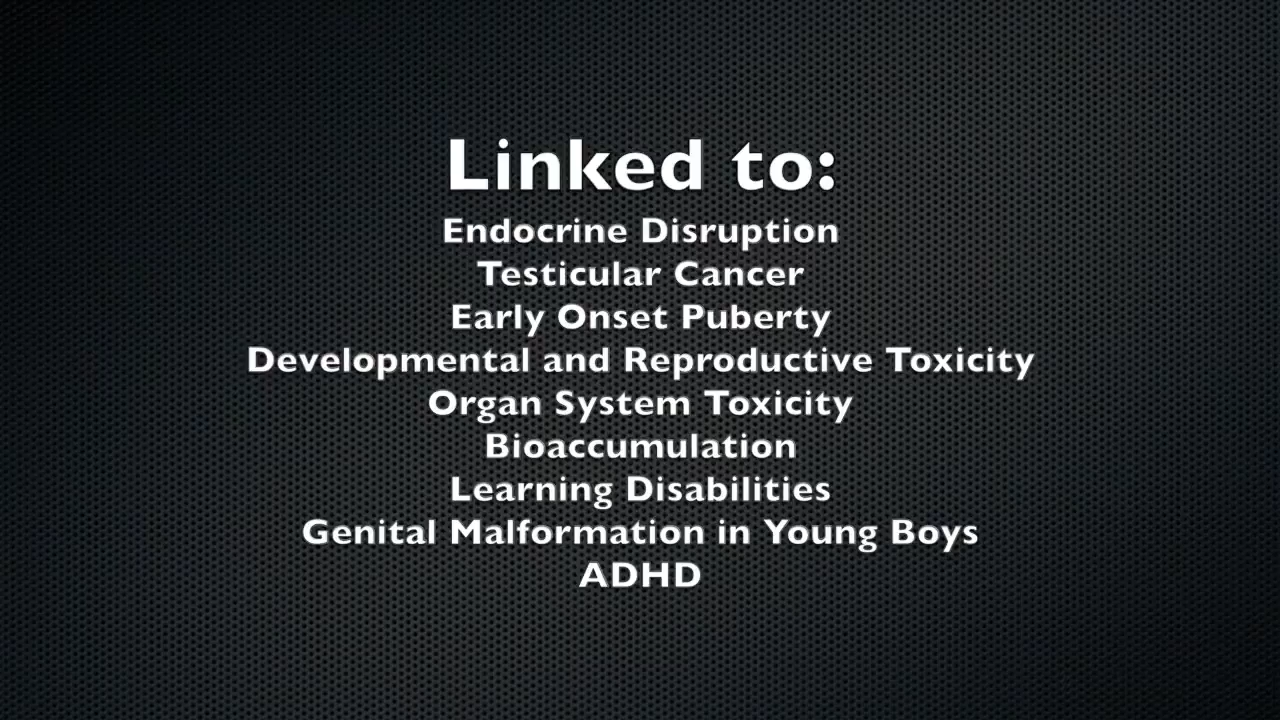 Linked to:
Endocrine Disruption
Testicular Cancer
Early Onset Puberty
Developmental and Reproductive Toxicity
Organ System Toxicity
Bioaccumulation
Learning Disabilities
Genital Malformation in Young Boys
ADHD